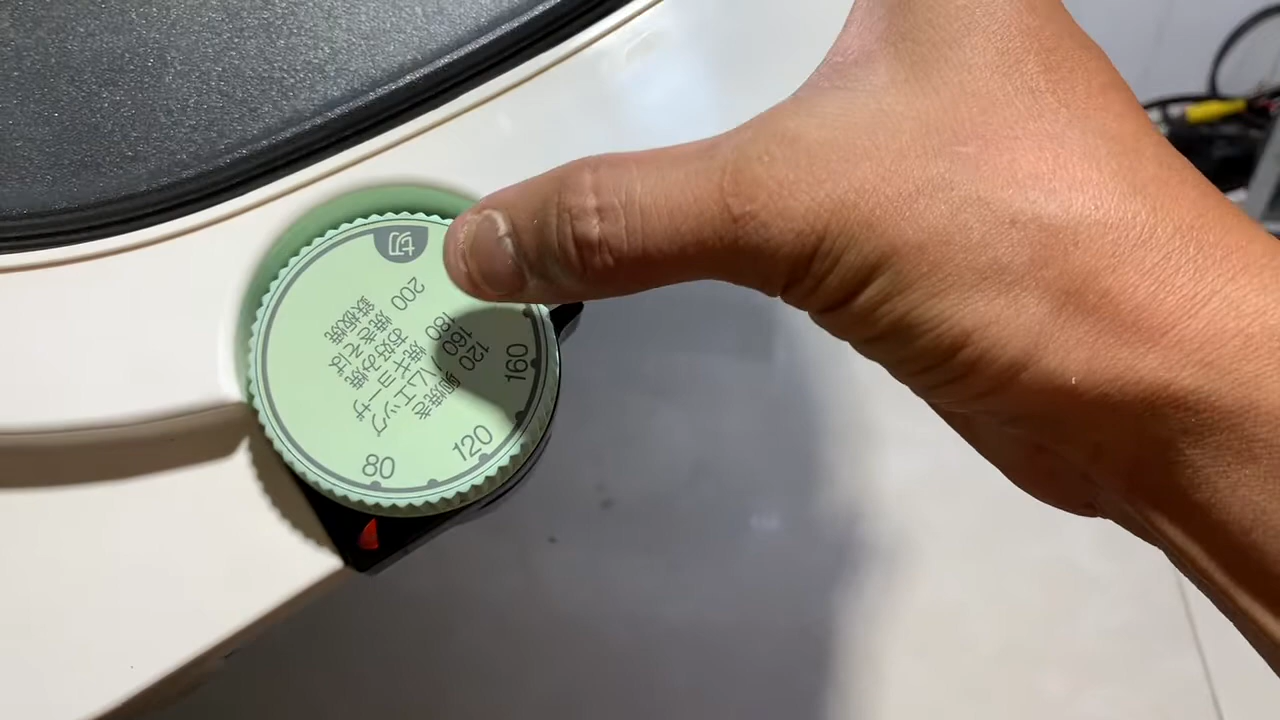 切
200
鉄板焼
焼きそば
お好み焼
180 焼ギョーザ
160 ハムエッグ
120 卵焼き
160
120
80